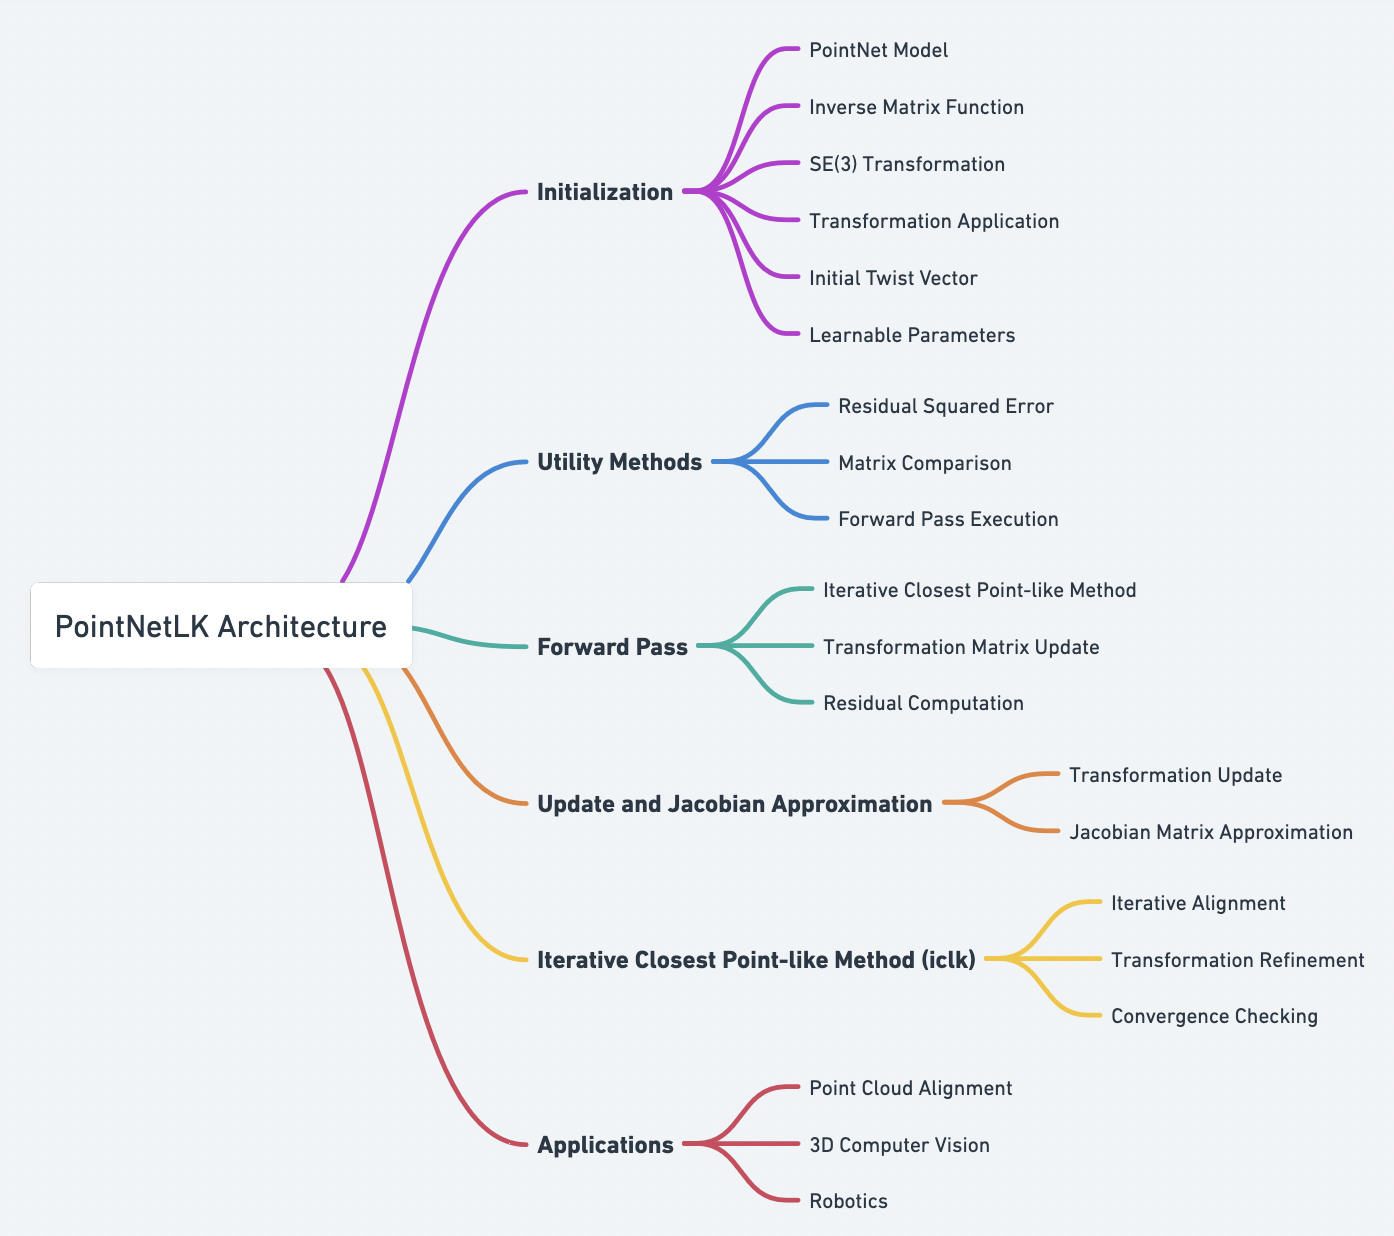 PointNetLK Architecture
Initialization
PointNet Model
Inverse Matrix Function
SE(3) Transformation
Transformation Application
Initial Twist Vector
Learnable Parameters
Utility Methods
Residual Squared Error
Matrix Comparison
Forward Pass Execution
Forward Pass
Iterative Closest Point-like Method
Transformation Matrix Update
Residual Computation
Update and Jacobian Approximation
Transformation Update
Jacobian Matrix Approximation
Iterative Closest Point-like Method (iclk)
Iterative Alignment
Transformation Refinement
Convergence Checking
Applications
Point Cloud Alignment
3D Computer Vision
Robotics